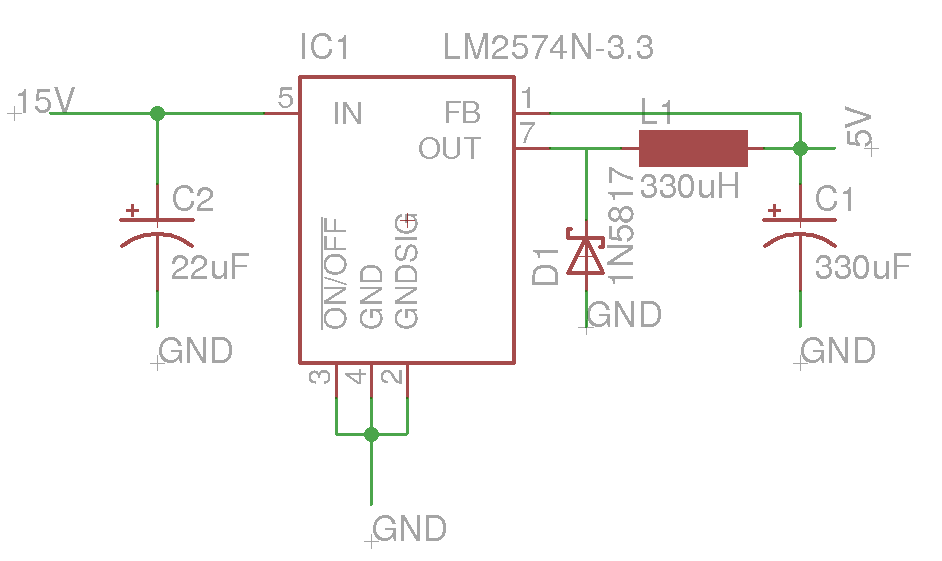 IC1
LM2574N-3.3
15V
5
IN
FB
1
L1
5V
OUT
7
330uH
C2
22uF
GND
ON/OFF
GND
GNDSIG
D1
1N5817
GND
C1
330uF
GND
3
4
2
GND